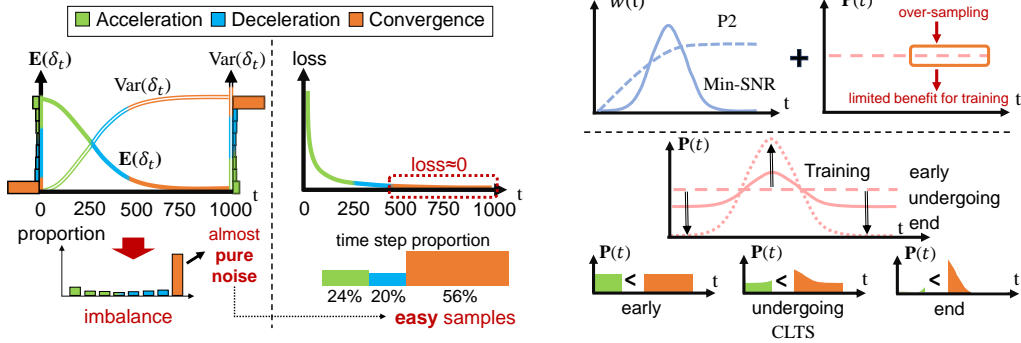 Acceleration Deceleration Convergence
E(δt) Var(δt)
Var(δt)
E(δt)
t
0 250 500 750 1000
proportion
almost
pure
noise
imbalance
loss
loss≈0
t
0 250 500 750 1000
time step proportion
24% 20% 56%
easy samples
W(t)
P2
Min-SNR
t
+
P(t)
over-sampling
limited benefit for training
t
P(t)
Training
early
undergoing
end
t
P(t)
<
t
early
P(t)
<
t
undergoing
P(t)
<
t
end
CLTS